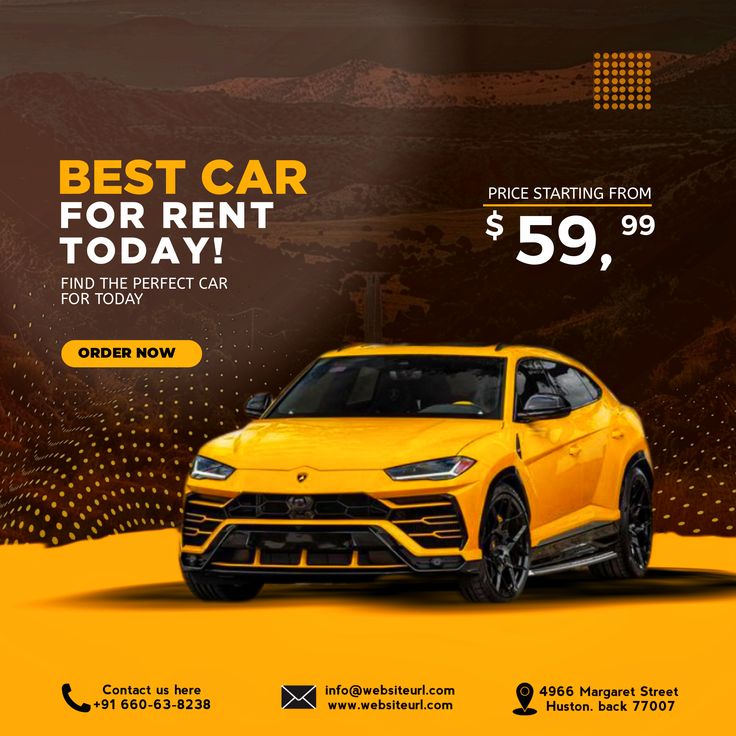 BEST CAR
FOR RENT
TODAY!
FIND THE PERFECT CAR
FOR TODAY
ORDER NOW
PRICE STARTING FROM
$ 59, 99
Contact us here
+91 660-63-8238
info@websiteurl.com
www.websiteurl.com
4966 Margaret Street
Huston. back 77007